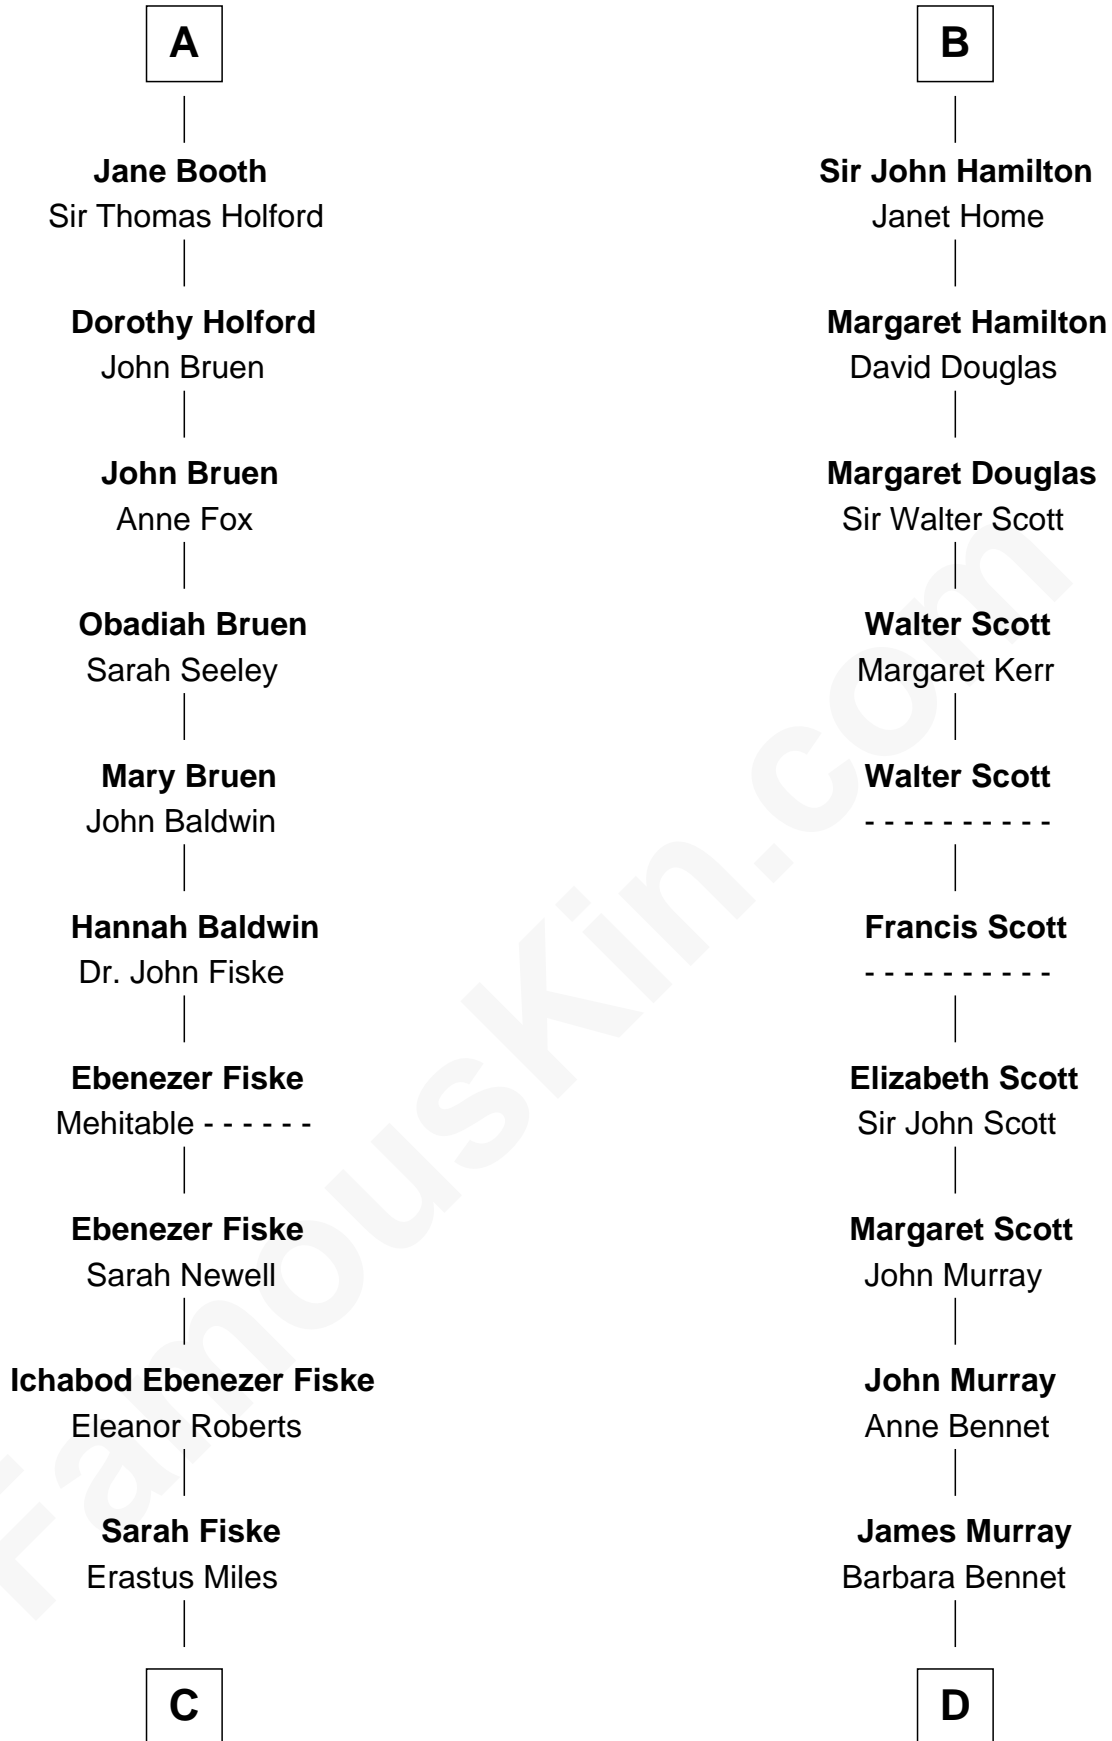 A
Jane Booth
Sir Thomas Holford
Dorothy Holford
John Bruen
John Bruen
Anne Fox
Obadiah Bruen
Sarah Seeley
Mary Bruen
John Baldwin
Hannah Baldwin
Dr. John Fiske
Ebenezer Fiske
Mehitable - - - - - -
Ebenezer Fiske
Sarah Newell
Ichabod Ebenezer Fiske
Eleanor Roberts
Sarah Fiske
Erastus Miles
C
B
Sir John Hamilton
Janet Home
Margaret Hamilton
David Douglas
Margaret Douglas
Sir Walter Scott
Walter Scott
Margaret Kerr
Walter Scott
- - - - - - - - - -
Francis Scott
- - - - - - - - - -
Elizabeth Scott
Sir John Scott
Margaret Scott
John Murray
John Murray
Anne Bennet
James Murray
Barbara Bennet
D
FamousKin.com